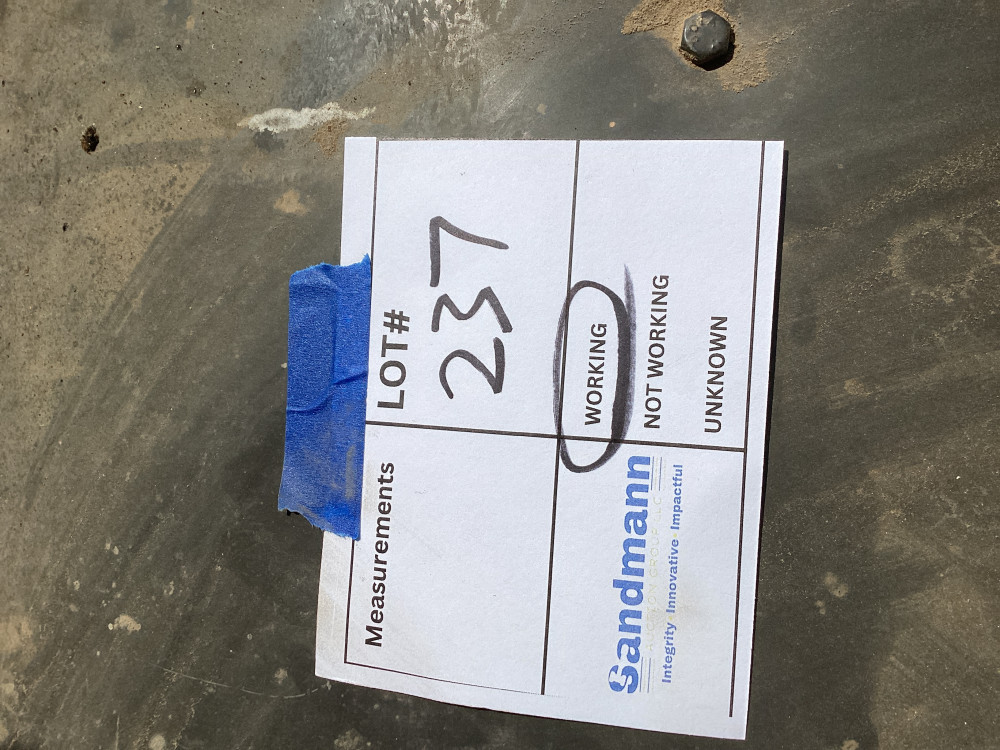 Measurements
LOT#
237
WORKING
NOT WORKING
UNKNOWN
Sandmann
Integrity Innovative Impactful